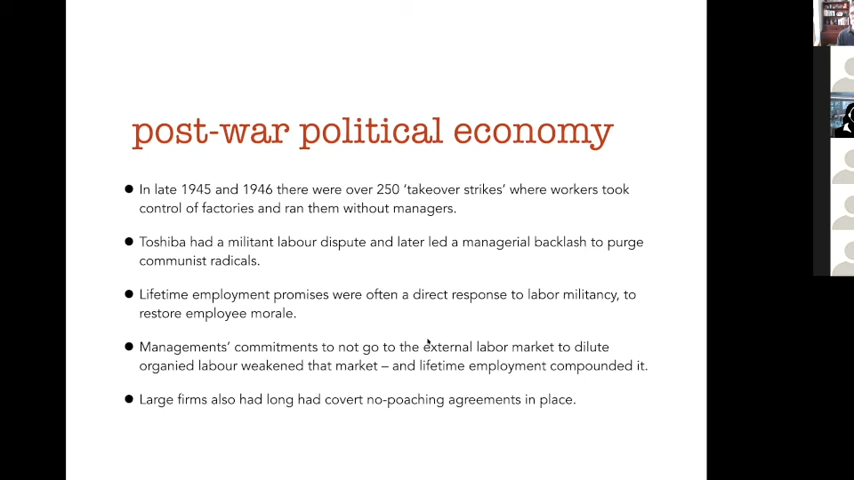 post-war political economy
● In late 1945 and 1946 there were over 250 ‘takeover strikes’ where workers took
control of factories and ran them without managers.
● Toshiba had a militant labour dispute and later led a managerial backlash to purge
communist radicals.
● Lifetime employment promises were often a direct response to labor militancy, to
restore employee morale.
● Managements’ commitments to not go to the external labor market to dilute
organied labour weakened that market – and lifetime employment compounded it.
● Large firms also had long had covert no-poaching agreements in place.